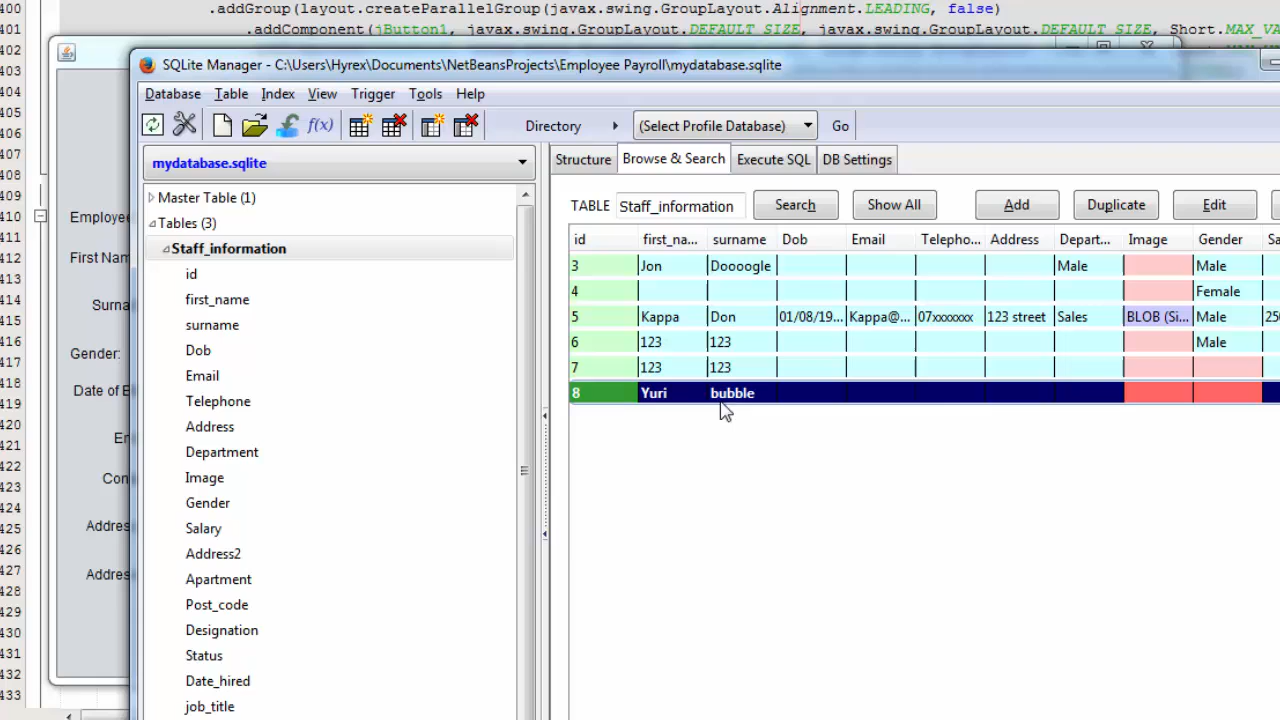 400 .addGroup(layout.createParallelGroup(javax.swing.GroupLayout.Alignment.LEADING, false)
401 .addComponent(jButton1, javax.swing.GroupLayout.DEFAULT_SIZE, javax.swing.GroupLayout.DEFAULT_SIZE, Short.MAX_VA
402
403
404
405
406
407
408
409
410
411
412
413
414
415
416
417
418
419
420
421
422
423
424
425
426
427
428
429
430
431
432
433
Employee
First Nam
Surna
Gender:
Date of B
Em
Con
Addres
Addres
SQLite Manager - C:\Users\Hyrex\Documents\NetBeansProjects\Employee Payroll\mydatabase.sqlite
Database Table Index View Trigger Tools Help
f(x) Directory (Select Profile Database) Go
mydatabase.sqlite
Master Table (1)
Tables (3)
Staff_information
id
first_name
surname
Dob
Email
Telephone
Address
Department
Image
Gender
Salary
Address2
Apartment
Post_code
Designation
Status
Date_hired
job_title
Structure Browse & Search Execute SQL DB Settings
TABLE Staff_information Search Show All Add Duplicate Edit
id first_na... surname Dob Email Telepho... Address Depart... Image Gender Sa
3 Jon Doooogle Male Male
4 Female
5 Kappa Don 01/08/19... Kappa@... 07xxxxxxx 123 street Sales BLOB (Si... Male 250
6 123 123 Male
7 123 123
8 Yuri bubble